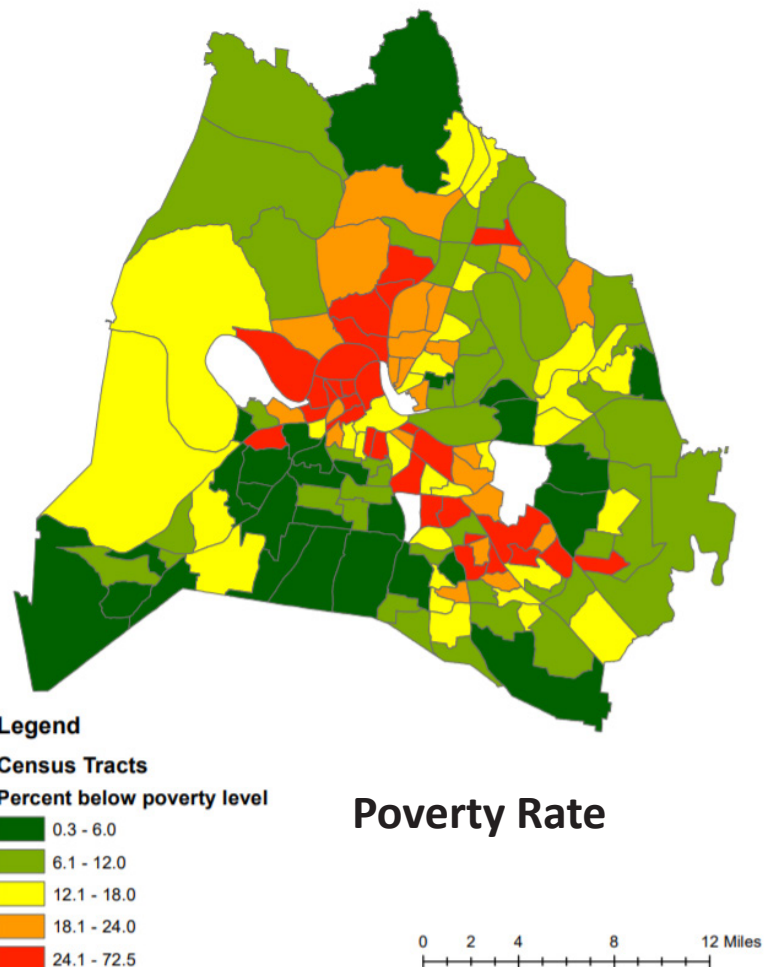 Legend
Census Tracts
Percent below poverty level
0.3 - 6.0
6.1 - 12.0
12.1 - 18.0
18.1 - 24.0
24.1 - 72.5
Poverty Rate
0 2 4 8 12 Miles